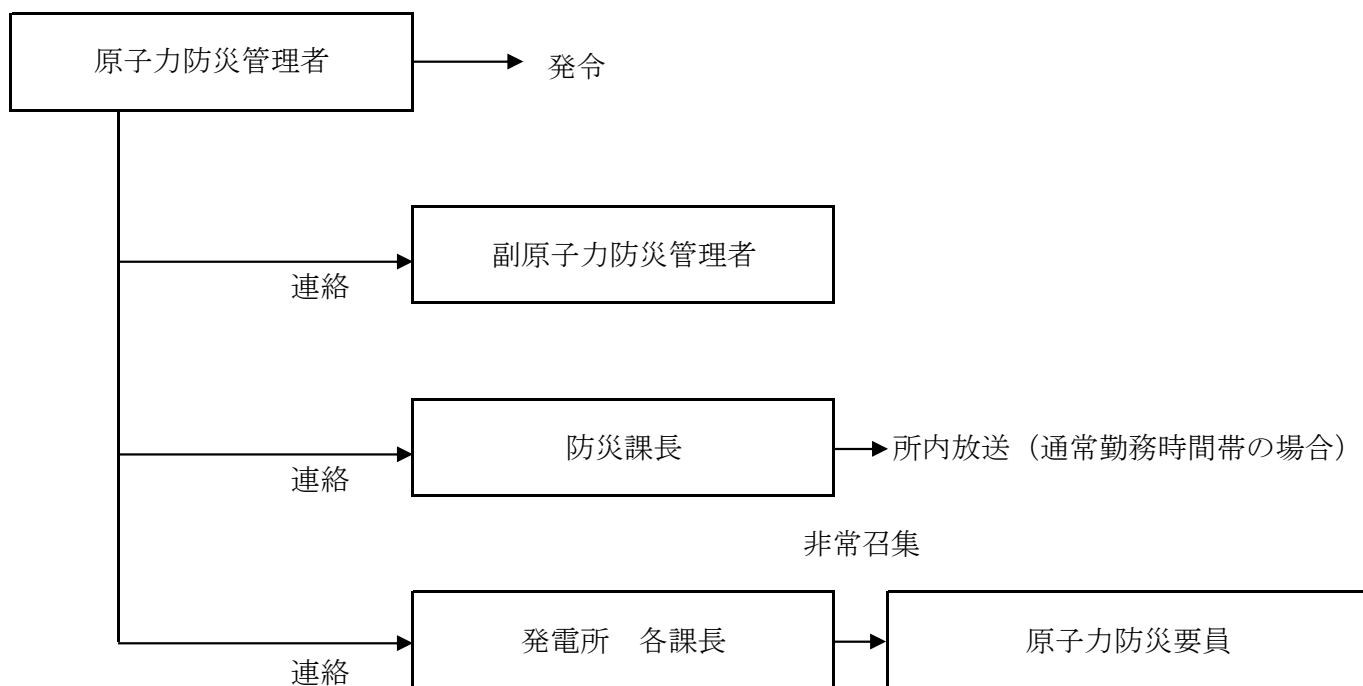 原子力防災管理者
発令
副原子力防災管理者
連絡
防災課長
所内放送（通常勤務時間帯の場合）
連絡
非常召集
発電所　各課長
原子力防災要員
連絡